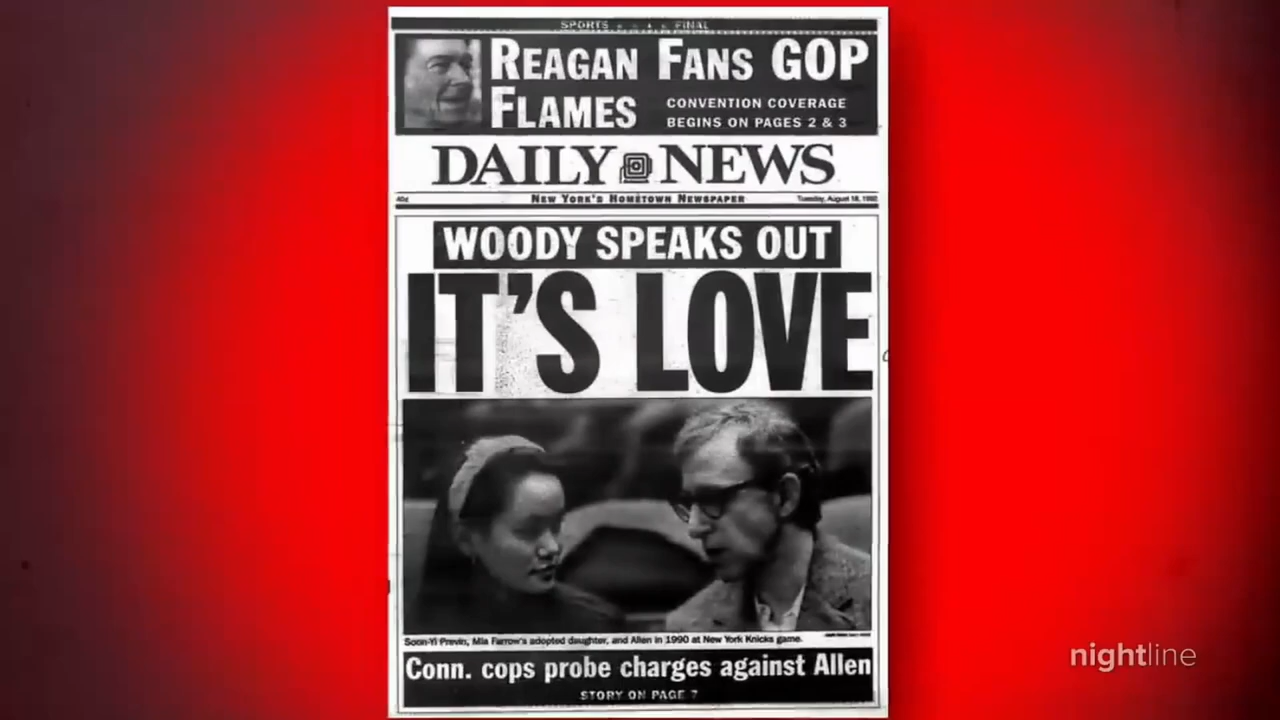 SPORTS FINAL
REAGAN FANS GOP
FLAMES
CONVENTION COVERAGE
BEGINS ON PAGES 2 & 3
DAILY NEWS
40¢
NEW YORK'S HOMETOWN NEWSPAPER
Tuesday, August 18, 1992
WOODY SPEAKS OUT
IT'S LOVE
Soon-Yi Previn, Mia Farrow's adopted daughter, and Allen in 1990 at New York Knicks game.
Conn. cops probe charges against Allen
STORY ON PAGE 7
nightline